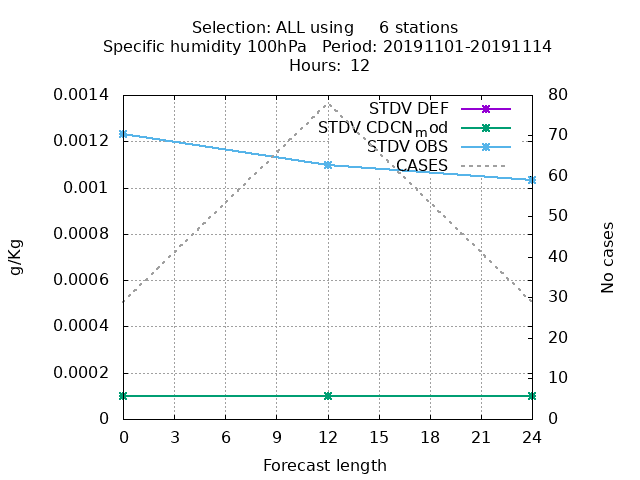 Selection: ALL using     6 stations
Specific humidity 100hPa   Period: 20191101-20191114
Hours: 12
STDV DEF
STDV CDCN_mod
STDV OBS
CASES
0.0014
0.0012
0.001
0.0008
0.0006
0.0004
0.0002
0
80
70
60
50
40
30
20
10
0
g/Kg
No cases
0 3 6 9 12 15 18 21 24
Forecast length